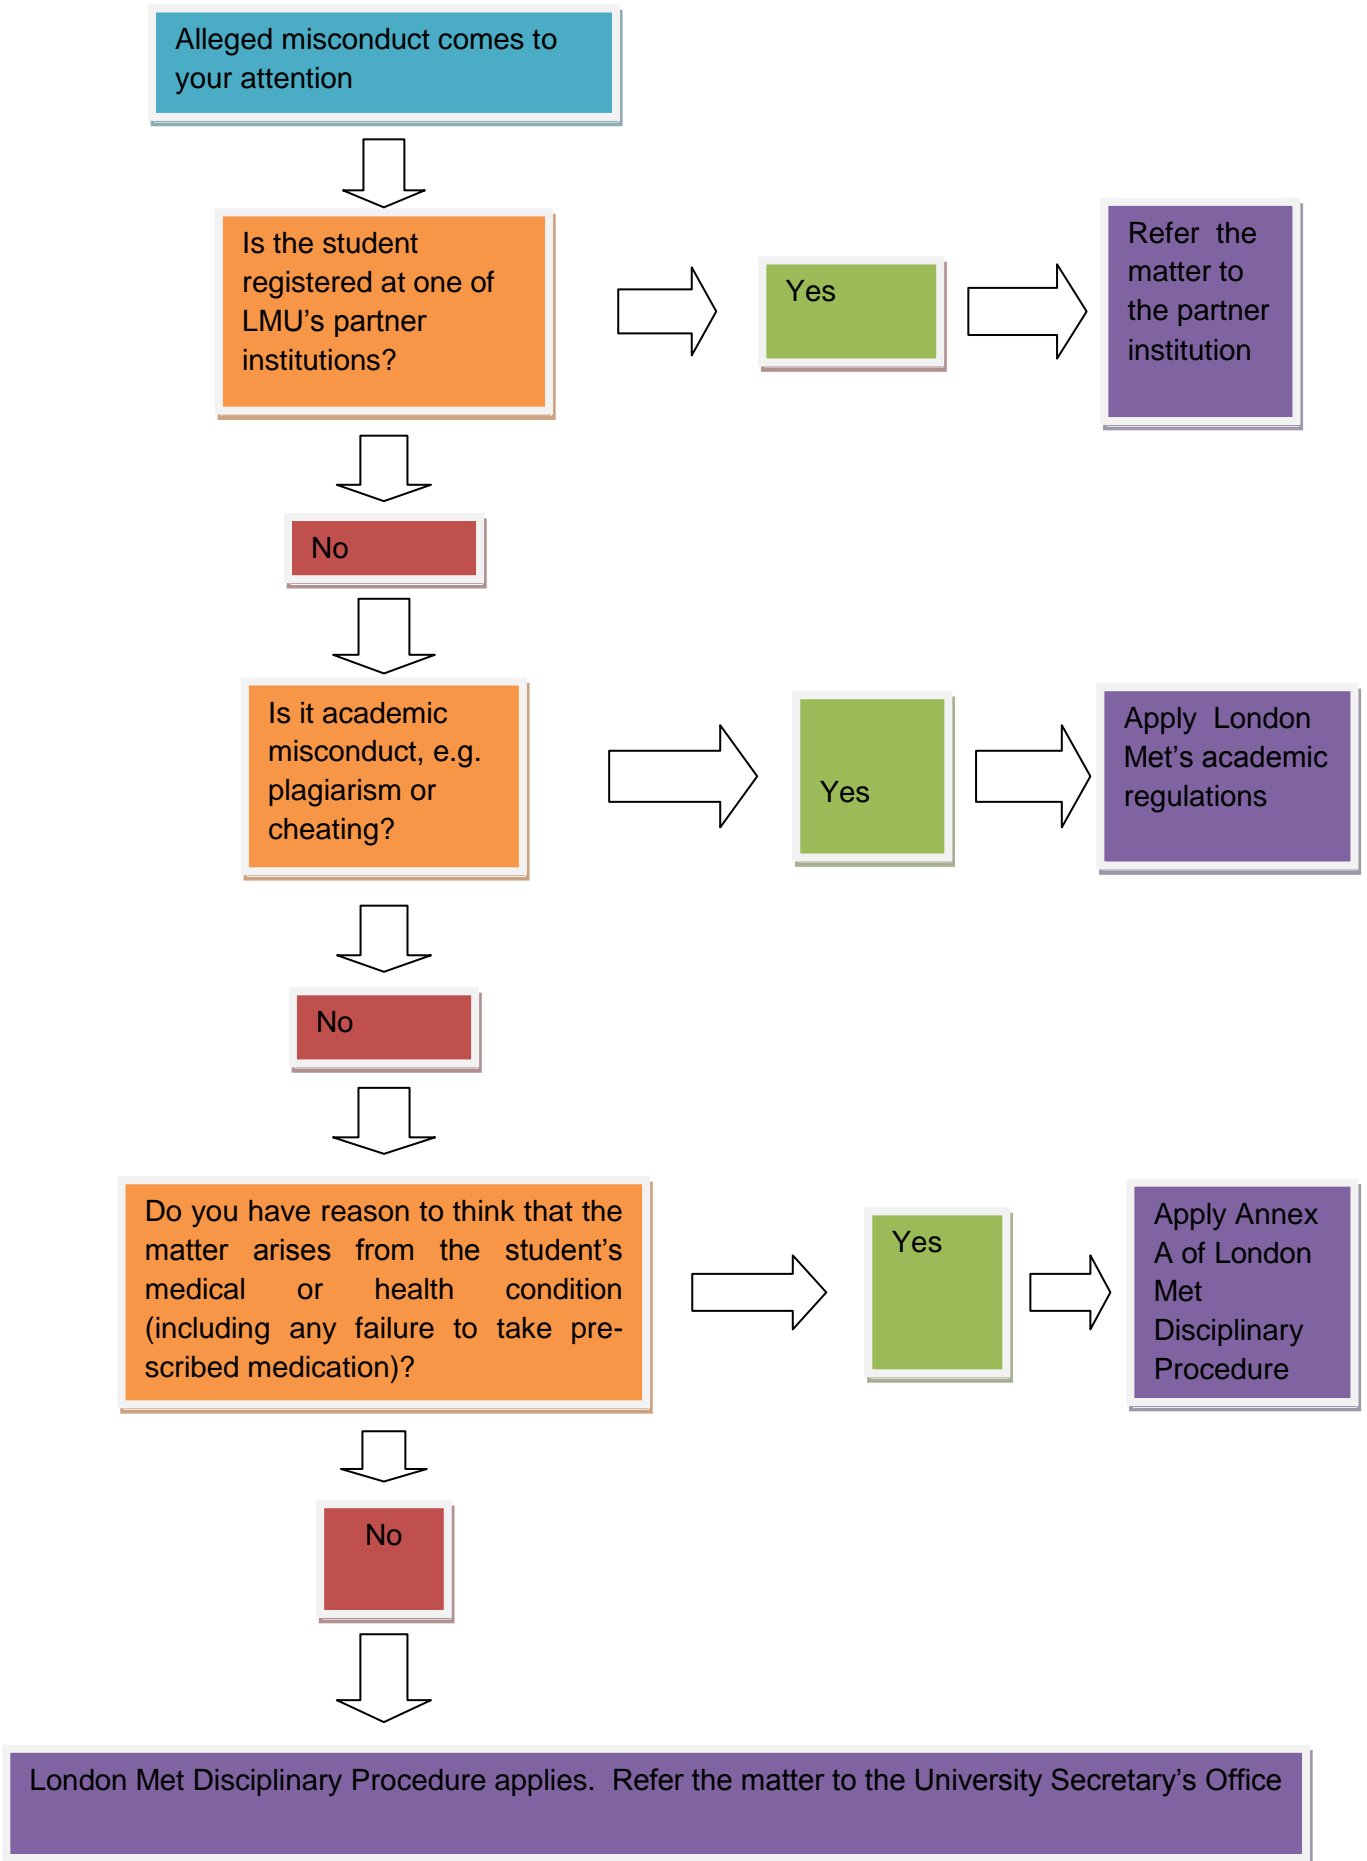 Alleged misconduct comes to
your attention
Is the student
registered at one of
LMU's partner
institutions?
Yes
Refer the
matter to
the partner
institution
No
Is it academic
misconduct, e.g.
plagiarism or
cheating?
Yes
Apply London
Met's academic
regulations
No
Do you have reason to think that the
matter arises from the student's
medical or health condition
(including any failure to take pre-
scribed medication)?
Yes
Apply Annex
A of London
Met
Disciplinary
Procedure
No
London Met Disciplinary Procedure applies. Refer the matter to the University Secretary's Office